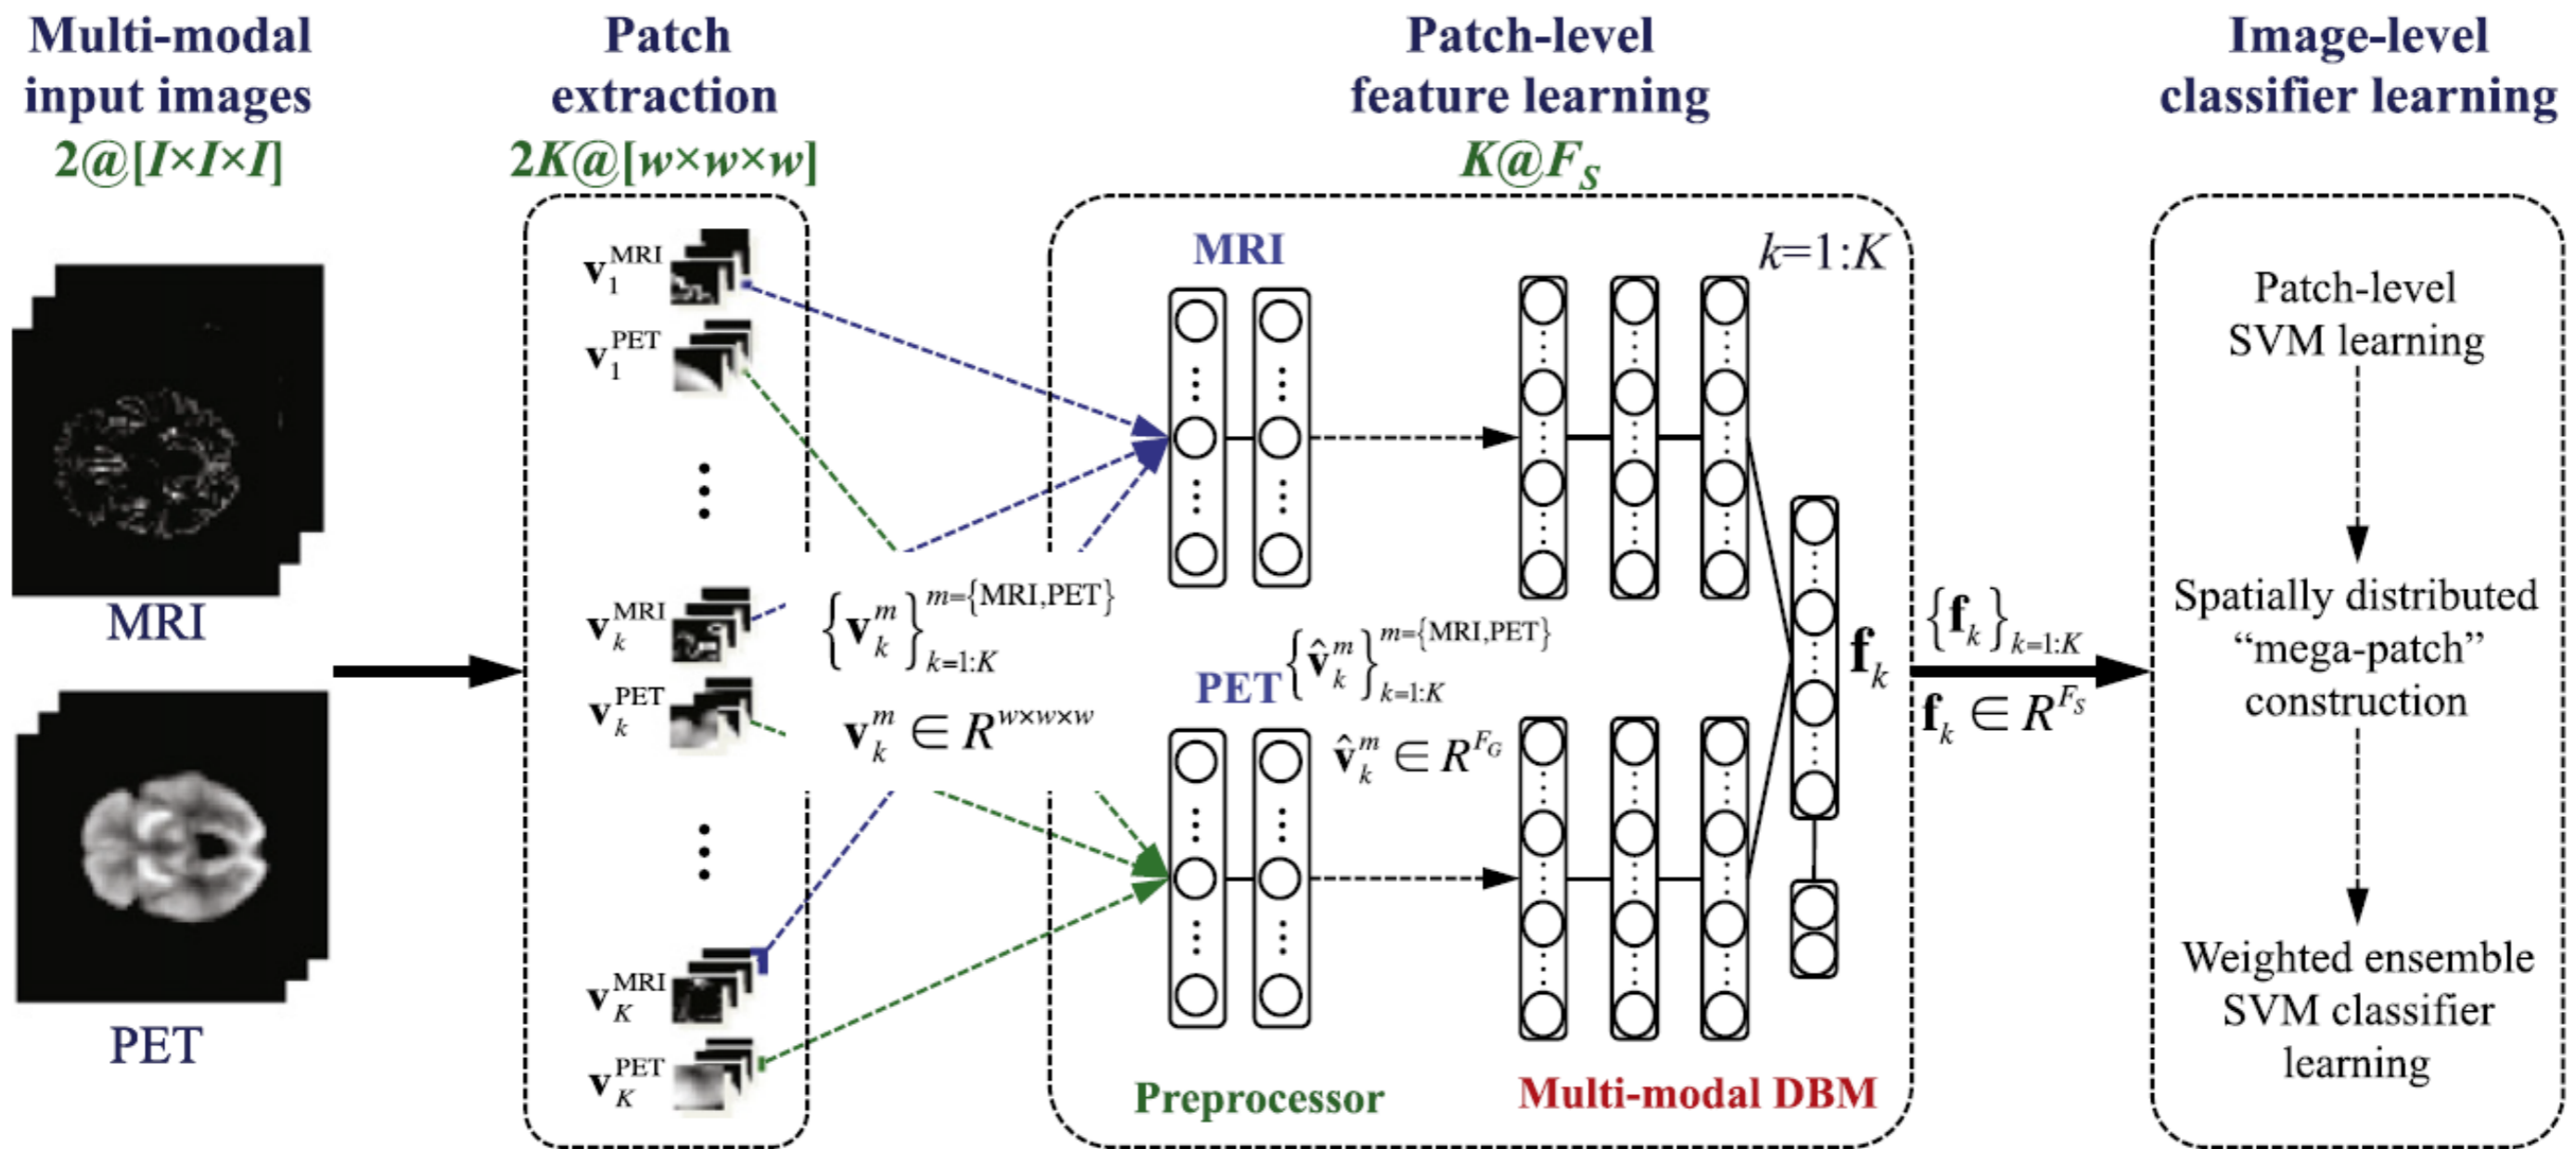 Multi-modal
input images
2@[I×I×I]
MRI
PET
Patch
extraction
2K@[w×w×w]
v₁^MRI
v₁^PET
⋮
v_k^MRI
v_k^PET
⋮
v_K^MRI
v_K^PET
{v_k^m}_{k=1:K}^{m={MRI,PET}}
v_k^m ∈ R^{w×w×w}
Patch-level
feature learning
K@F_S
MRI
k=1:K
PET
{v̂_k^m}_{k=1:K}^{m={MRI,PET}}
v̂_k^m ∈ R^{F_G}
f_k
Preprocessor
Multi-modal DBM
{f_k}_{k=1:K}
f_k ∈ R^{F_S}
Image-level
classifier learning
Patch-level
SVM learning
Spatially distributed
“mega-patch”
construction
Weighted ensemble
SVM classifier
learning